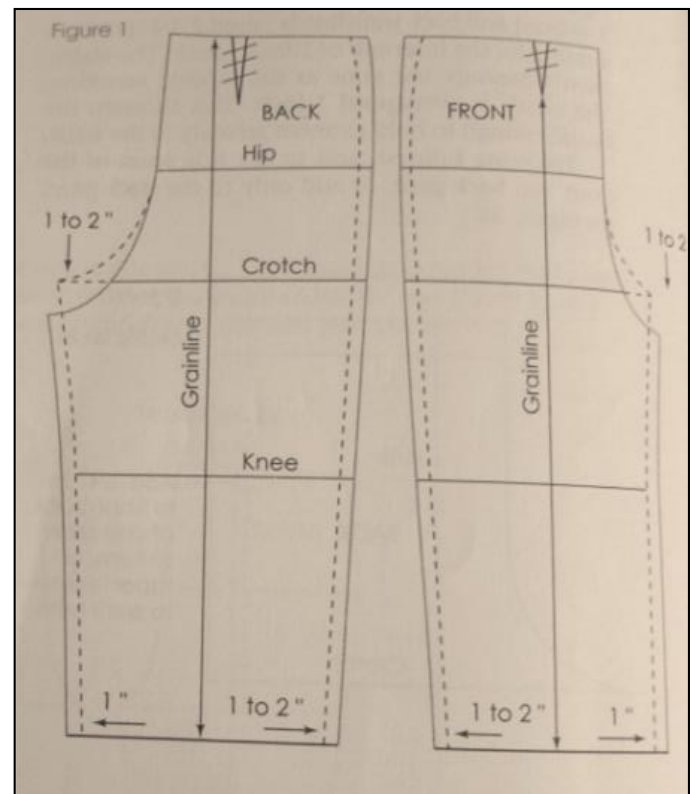 Figure 1
BACK
FRONT
Hip
1 to 2"
1 to 2
Crotch
Grainline
Grainline
Knee
1"
1 to 2"
1 to 2"
1"